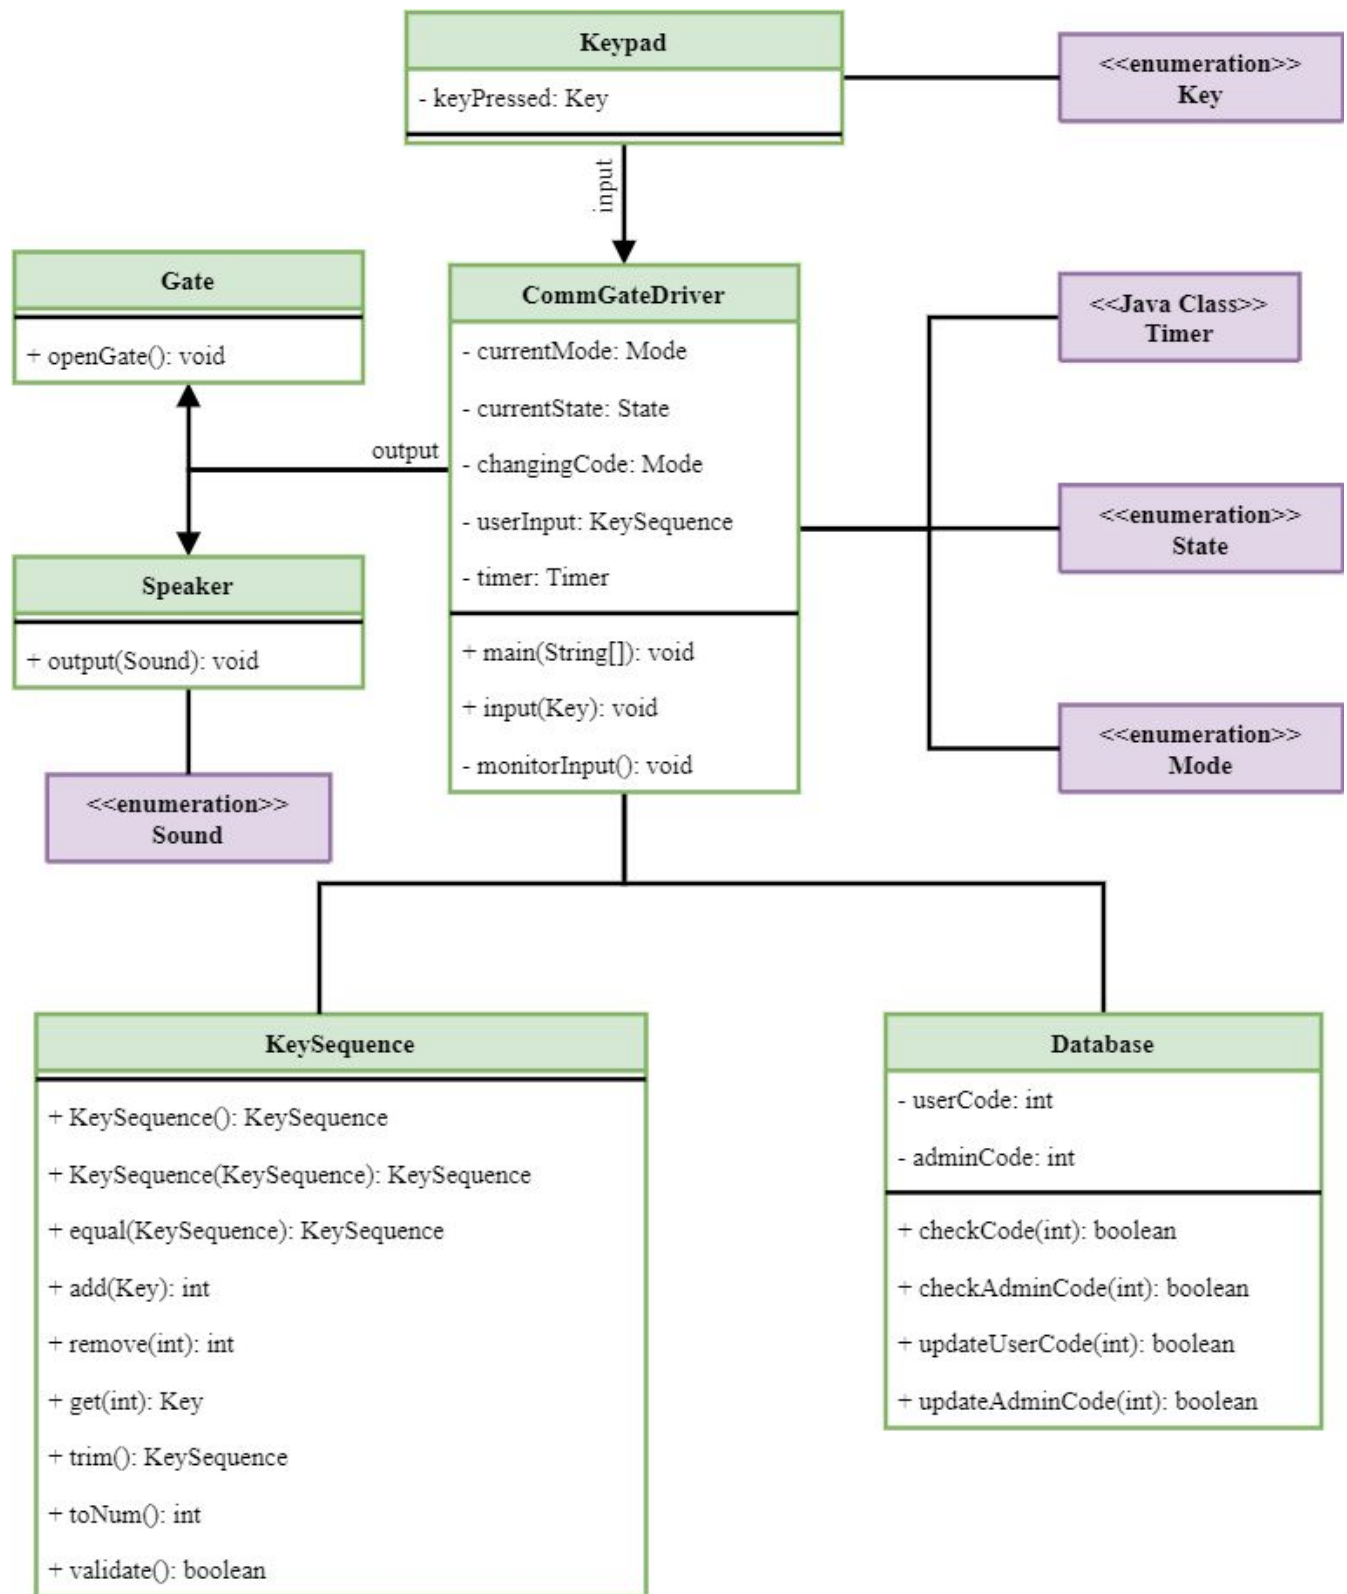 Keypad
- keyPressed: Key
<<enumeration>>
Key
input
Gate
+ openGate(): void
CommGateDriver
- currentMode: Mode
- currentState: State
- changingCode: Mode
- userInput: KeySequence
- timer: Timer
+ main(String[]): void
+ input(Key): void
- monitorInput(): void
output
<<Java Class>>
Timer
<<enumeration>>
State
<<enumeration>>
Mode
Speaker
+ output(Sound): void
<<enumeration>>
Sound
KeySequence
+ KeySequence(): KeySequence
+ KeySequence(KeySequence): KeySequence
+ equal(KeySequence): KeySequence
+ add(Key): int
+ remove(int): int
+ get(int): Key
+ trim(): KeySequence
+ toNum(): int
+ validate(): boolean
Database
- userCode: int
- adminCode: int
+ checkCode(int): boolean
+ checkAdminCode(int): boolean
+ updateUserCode(int): boolean
+ updateAdminCode(int): boolean